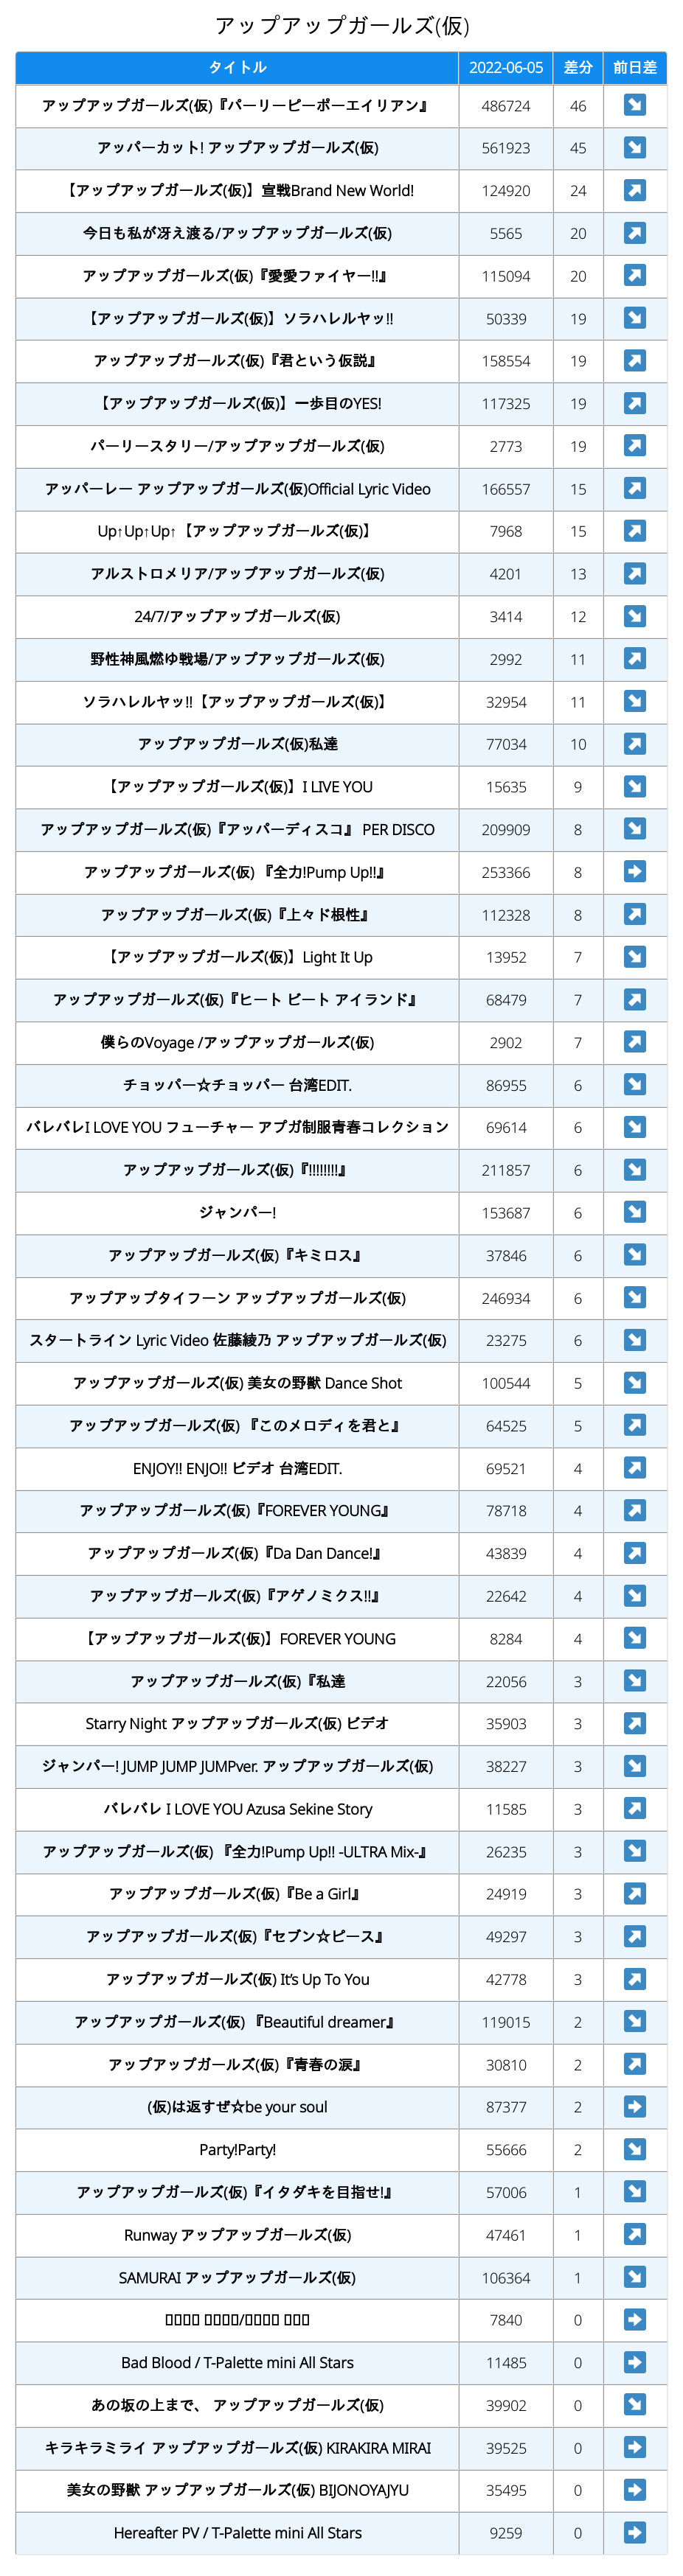 アップアップガールズ(仮)
タイトル 2022-06-05 差分 前日差
アップアップガールズ(仮)『パーリーピーポーエイリアン』 486724 46 ↘
アッパーカット! アップアップガールズ(仮) 561923 45 ↘
【アップアップガールズ(仮)】宣戦Brand New World! 124920 24 ↗
今日も私が冴え渡る/アップアップガールズ(仮) 5565 20 ↗
アップアップガールズ(仮)『愛愛ファイヤー!!』 115094 20 ↗
【アップアップガールズ(仮)】ソラハレルヤッ!! 50339 19 ↘
アップアップガールズ(仮)『君という仮説』 158554 19 ↗
【アップアップガールズ(仮)】一歩目のYES! 117325 19 ↗
パーリースタリー/アップアップガールズ(仮) 2773 19 ↗
アッパーレー アップアップガールズ(仮)Official Lyric Video 166557 15 ↗
Up↑Up↑Up↑【アップアップガールズ(仮)】 7968 15 ↗
アルストロメリア/アップアップガールズ(仮) 4201 13 ↗
24/7/アップアップガールズ(仮) 3414 12 ↘
野性神風燃ゆ戦場/アップアップガールズ(仮) 2992 11 ↗
ソラハレルヤッ!!【アップアップガールズ(仮)】 32954 11 ↘
アップアップガールズ(仮)私達 77034 10 ↗
【アップアップガールズ(仮)】I LIVE YOU 15635 9 ↘
アップアップガールズ(仮)『アッパーディスコ』 PER DISCO 209909 8 ↘
アップアップガールズ(仮) 『全力!Pump Up!!』 253366 8 ➡
アップアップガールズ(仮)『上々ド根性』 112328 8 ↗
【アップアップガールズ(仮)】Light It Up 13952 7 ↘
アップアップガールズ(仮)『ヒート ビート アイランド』 68479 7 ↗
僕らのVoyage /アップアップガールズ(仮) 2902 7 ↗
チョッパー☆チョッパー 台湾EDIT. 86955 6 ↘
バレバレI LOVE YOU フューチャー アプガ制服青春コレクション 69614 6 ↘
アップアップガールズ(仮)『!!!!!!!!』 211857 6 ↘
ジャンパー! 153687 6 ↘
アップアップガールズ(仮)『キミロス』 37846 6 ↘
アップアップタイフーン アップアップガールズ(仮) 246934 6 ↘
スタートライン Lyric Video 佐藤綾乃 アップアップガールズ(仮) 23275 6 ↘
アップアップガールズ(仮) 美女の野獣 Dance Shot 100544 5 ↘
アップアップガールズ(仮) 『このメロディを君と』 64525 5 ↗
ENJOY!! ENJO!! ビデオ 台湾EDIT. 69521 4 ↗
アップアップガールズ(仮)『FOREVER YOUNG』 78718 4 ↗
アップアップガールズ(仮)『Da Dan Dance!』 43839 4 ↗
アップアップガールズ(仮)『アゲノミクス!!』 22642 4 ↘
【アップアップガールズ(仮)】FOREVER YOUNG 8284 4 ↘
アップアップガールズ(仮)『私達 22056 3 ↘
Starry Night アップアップガールズ(仮) ビデオ 35903 3 ↗
ジャンパー! JUMP JUMP JUMPver. アップアップガールズ(仮) 38227 3 ↘
バレバレ I LOVE YOU Azusa Sekine Story 11585 3 ↗
アップアップガールズ(仮) 『全力!Pump Up!! -ULTRA Mix-』 26235 3 ↘
アップアップガールズ(仮)『Be a Girl』 24919 3 ↗
アップアップガールズ(仮)『セブン☆ピース』 49297 3 ↗
アップアップガールズ(仮) It's Up To You 42778 3 ↗
アップアップガールズ(仮) 『Beautiful dreamer』 119015 2 ↘
アップアップガールズ(仮)『青春の涙』 30810 2 ↗
(仮)は返すぜ☆be your soul 87377 2 ➡
Party!Party! 55666 2 ↘
アップアップガールズ(仮)『イタダキを目指せ!』 57006 1 ↘
Runway アップアップガールズ(仮) 47461 1 ↗
SAMURAI アップアップガールズ(仮) 106364 1 ↘
7840 0 ➡
Bad Blood / T-Palette mini All Stars 11485 0 ➡
あの坂の上まで、 アップアップガールズ(仮) 39902 0 ↘
キラキラミライ アップアップガールズ(仮) KIRAKIRA MIRAI 39525 0 ➡
美女の野獣 アップアップガールズ(仮) BIJONOYAJYU 35495 0 ➡
Hereafter PV / T-Palette mini All Stars 9259 0 ➡